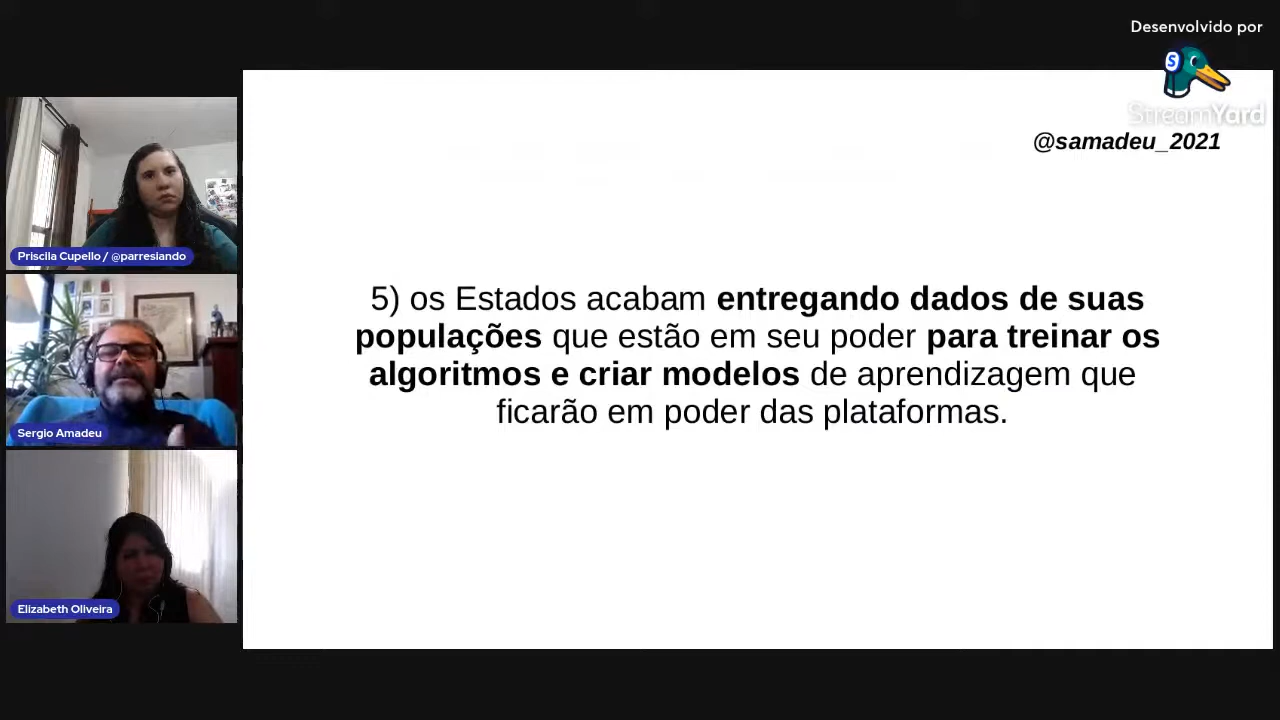 Desenvolvido por
StreamYard
@samadeu_2021
Priscila Cupello / @parresiando
Sergio Amadeu
Elizabeth Oliveira
5) os Estados acabam entregando dados de suas
populações que estão em seu poder para treinar os
algoritmos e criar modelos de aprendizagem que
ficarão em poder das plataformas.